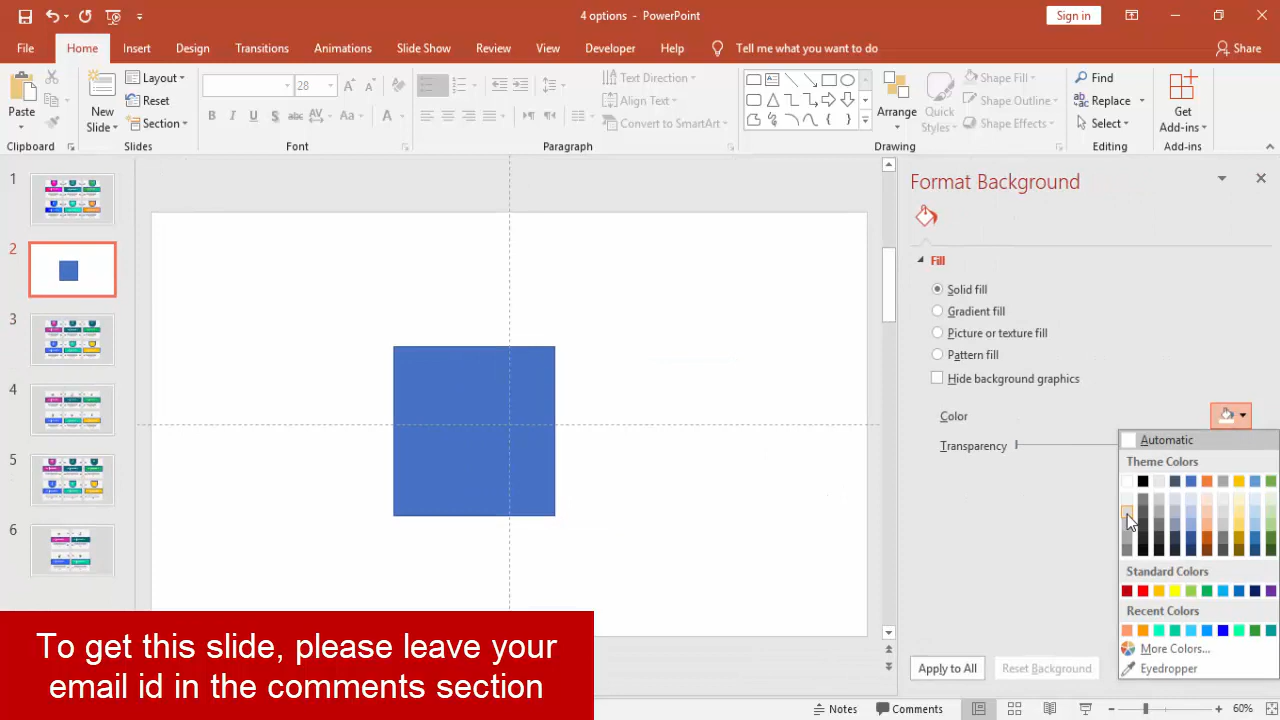 4 options - PowerPoint
Sign in
File
Home
Insert
Design
Transitions
Animations
Slide Show
Review
View
Developer
Help
Tell me what you want to do
Share
Paste
Clipboard
New
Slide
Layout
Reset
Section
Slides
28
B
I
U
S
abc
AV
Aa
A
Font
Text Direction
Align Text
Convert to SmartArt
Paragraph
Arrange
Quick
Styles
Shape Fill
Shape Outline
Shape Effects
Drawing
Find
Replace
Select
Editing
Get
Add-ins
Add-ins
1
2
3
4
5
6
Format Background
Fill
Solid fill
Gradient fill
Picture or texture fill
Pattern fill
Hide background graphics
Color
Transparency
Automatic
Theme Colors
Standard Colors
Recent Colors
More Colors...
Eyedropper
Apply to All
Reset Background
To get this slide, please leave your
email id in the comments section
Notes
Comments
60%